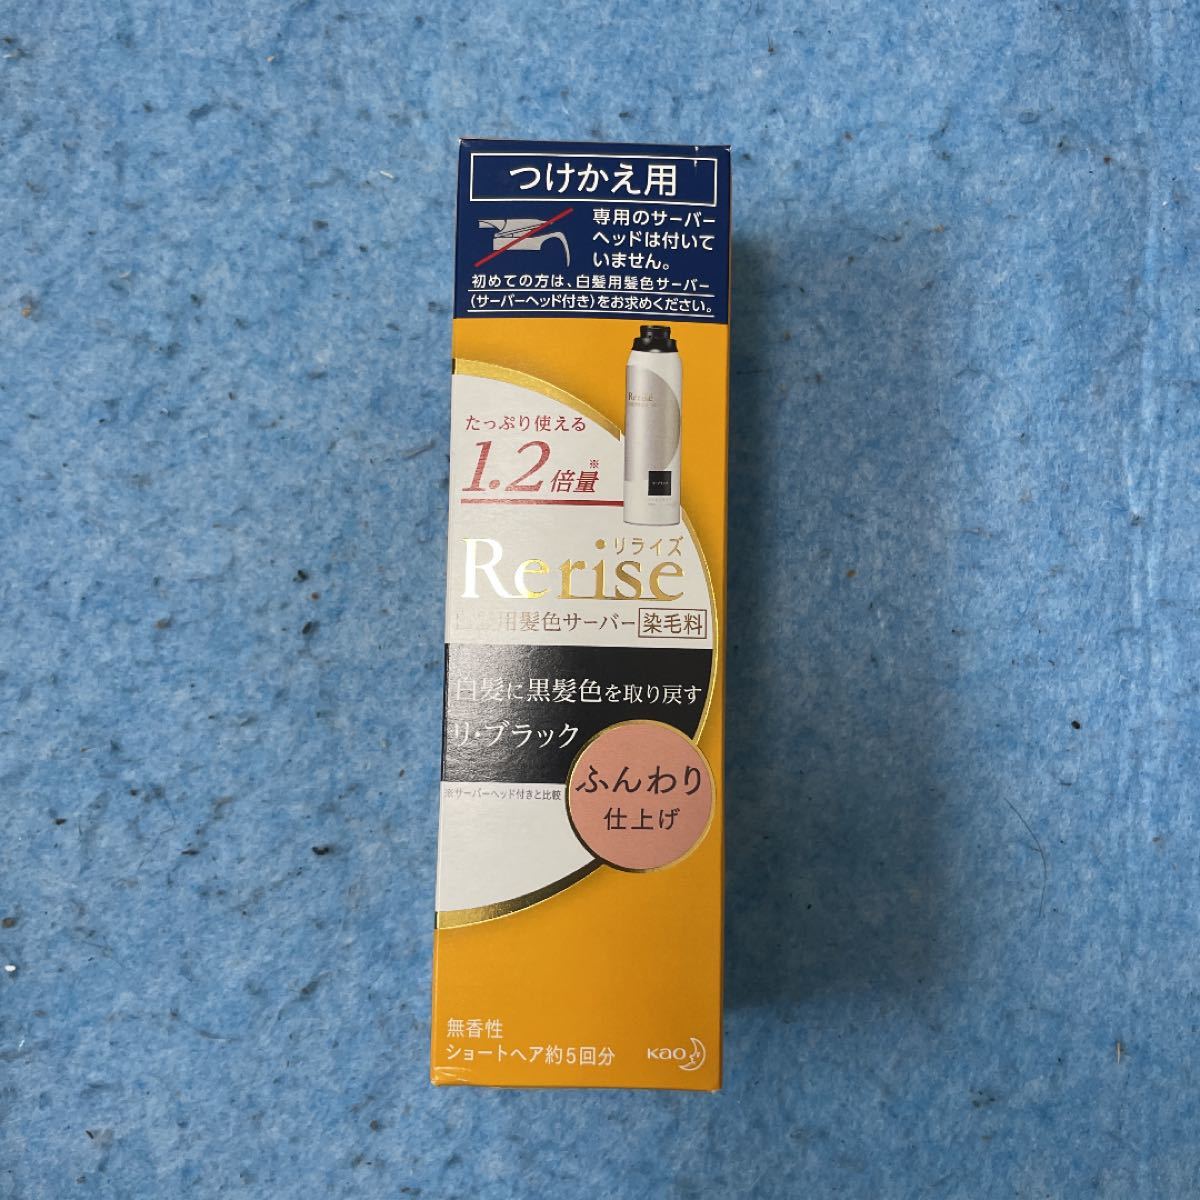 つけかえ用
専用のサーバー
ヘッドは付いて
いません。
初めての方は、白髪用髪色サーバー
(サーバーヘッド付き)をお求めください。
Rerise
たっぷり使える
1.2倍量※
リライズ
Rerise
白髪用髪色サーバー 染毛料
白髪に黒髪色を取り戻す
リ・ブラック
※サーバーヘッド付きと比較
ふんわり
仕上げ
無香性
ショートヘア約5回分
Kao